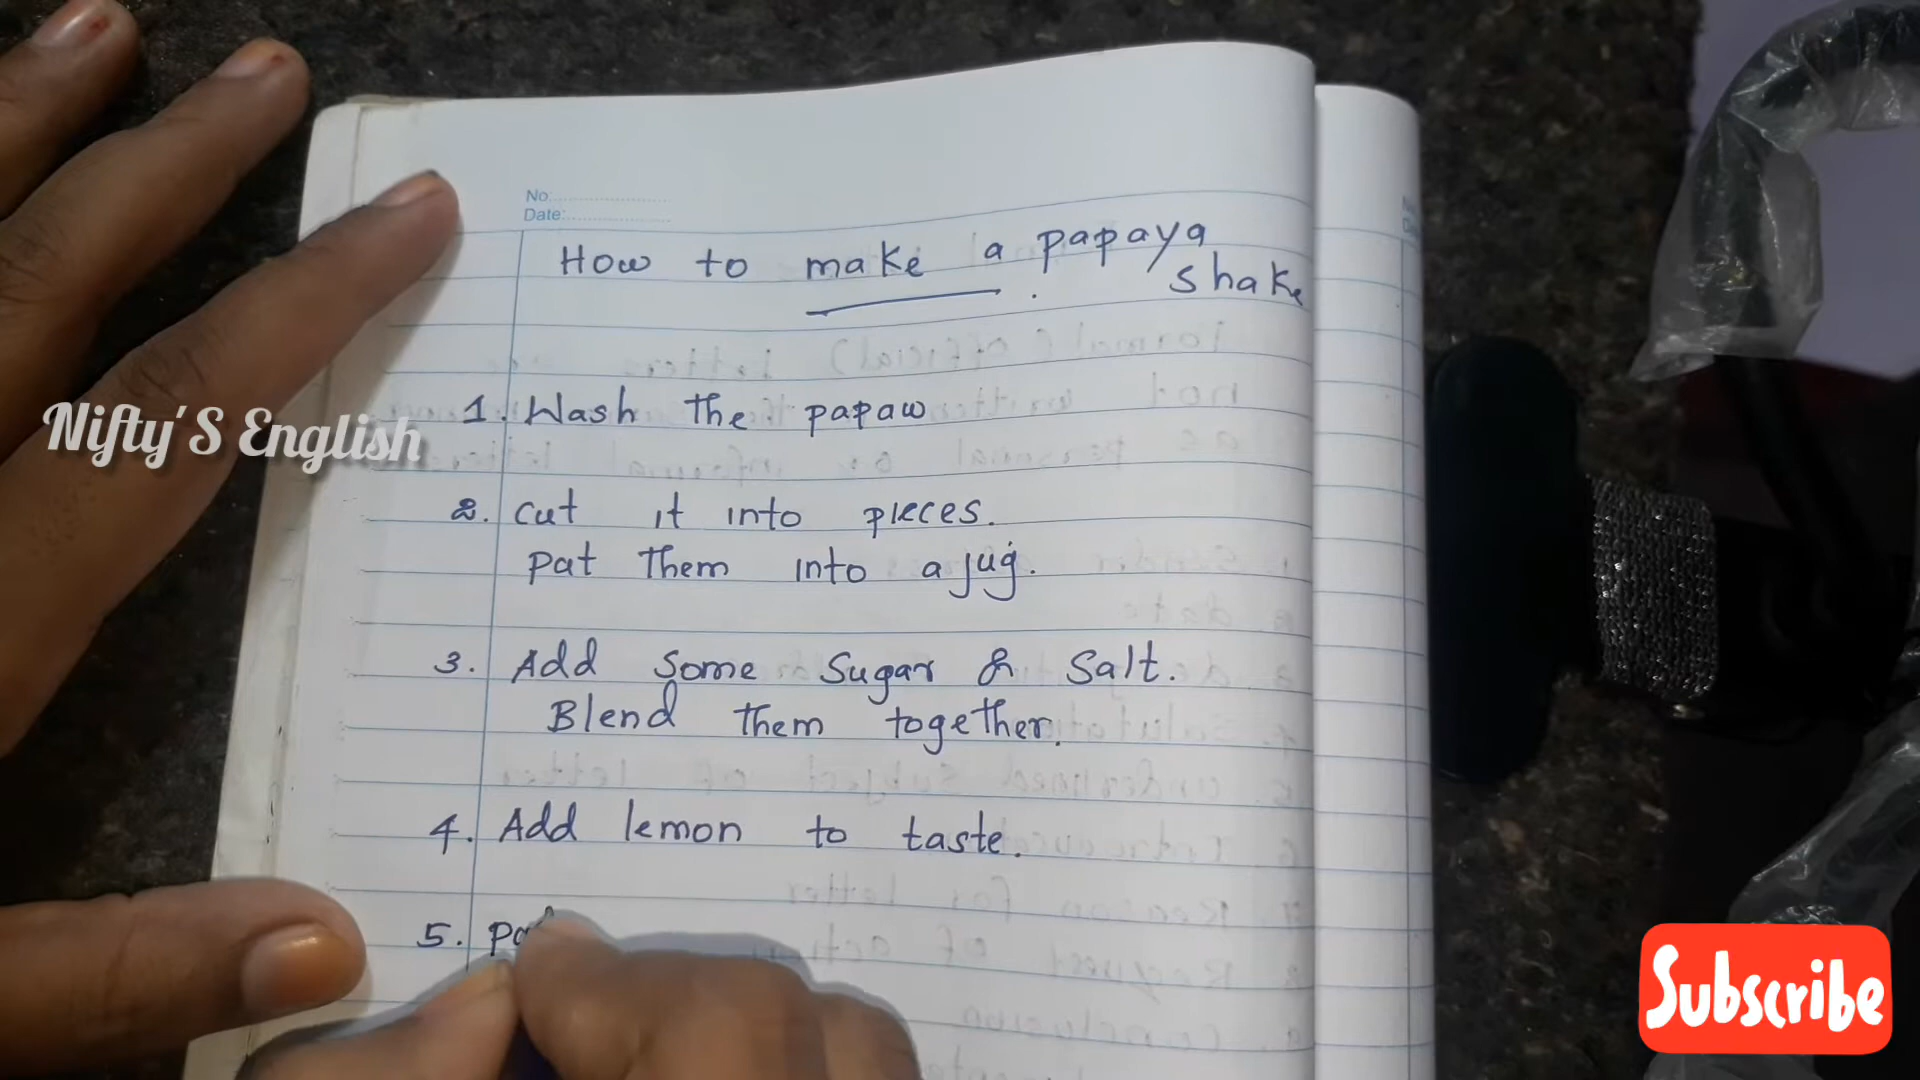 No:
Date:
How to make a papaya
shake
1. Wash the papaw
2. cut it into pieces.
pat them into a jug.
3. Add some sugar & salt.
Blend them together.
4. Add lemon to taste.
5.
Nifty'S English
Subscribe